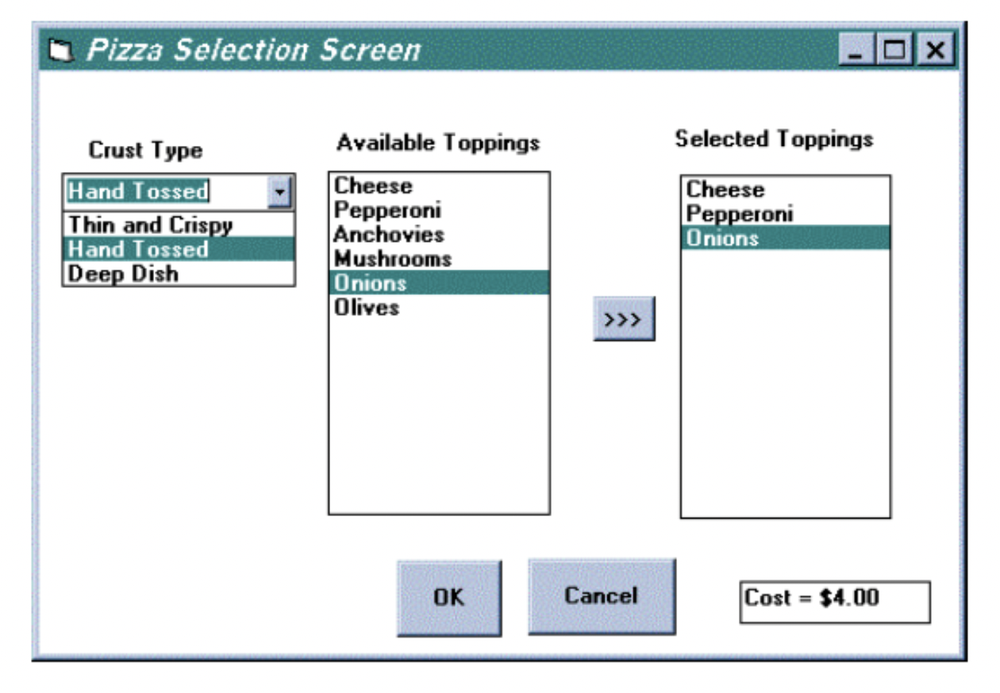 Pizza Selection Screen
Crust Type
Hand Tossed
Thin and Crispy
Hand Tossed
Deep Dish
Available Toppings
Cheese
Pepperoni
Anchovies
Mushrooms
Onions
Olives
>>>
Selected Toppings
Cheese
Pepperoni
Onions
OK
Cancel
Cost = $4.00